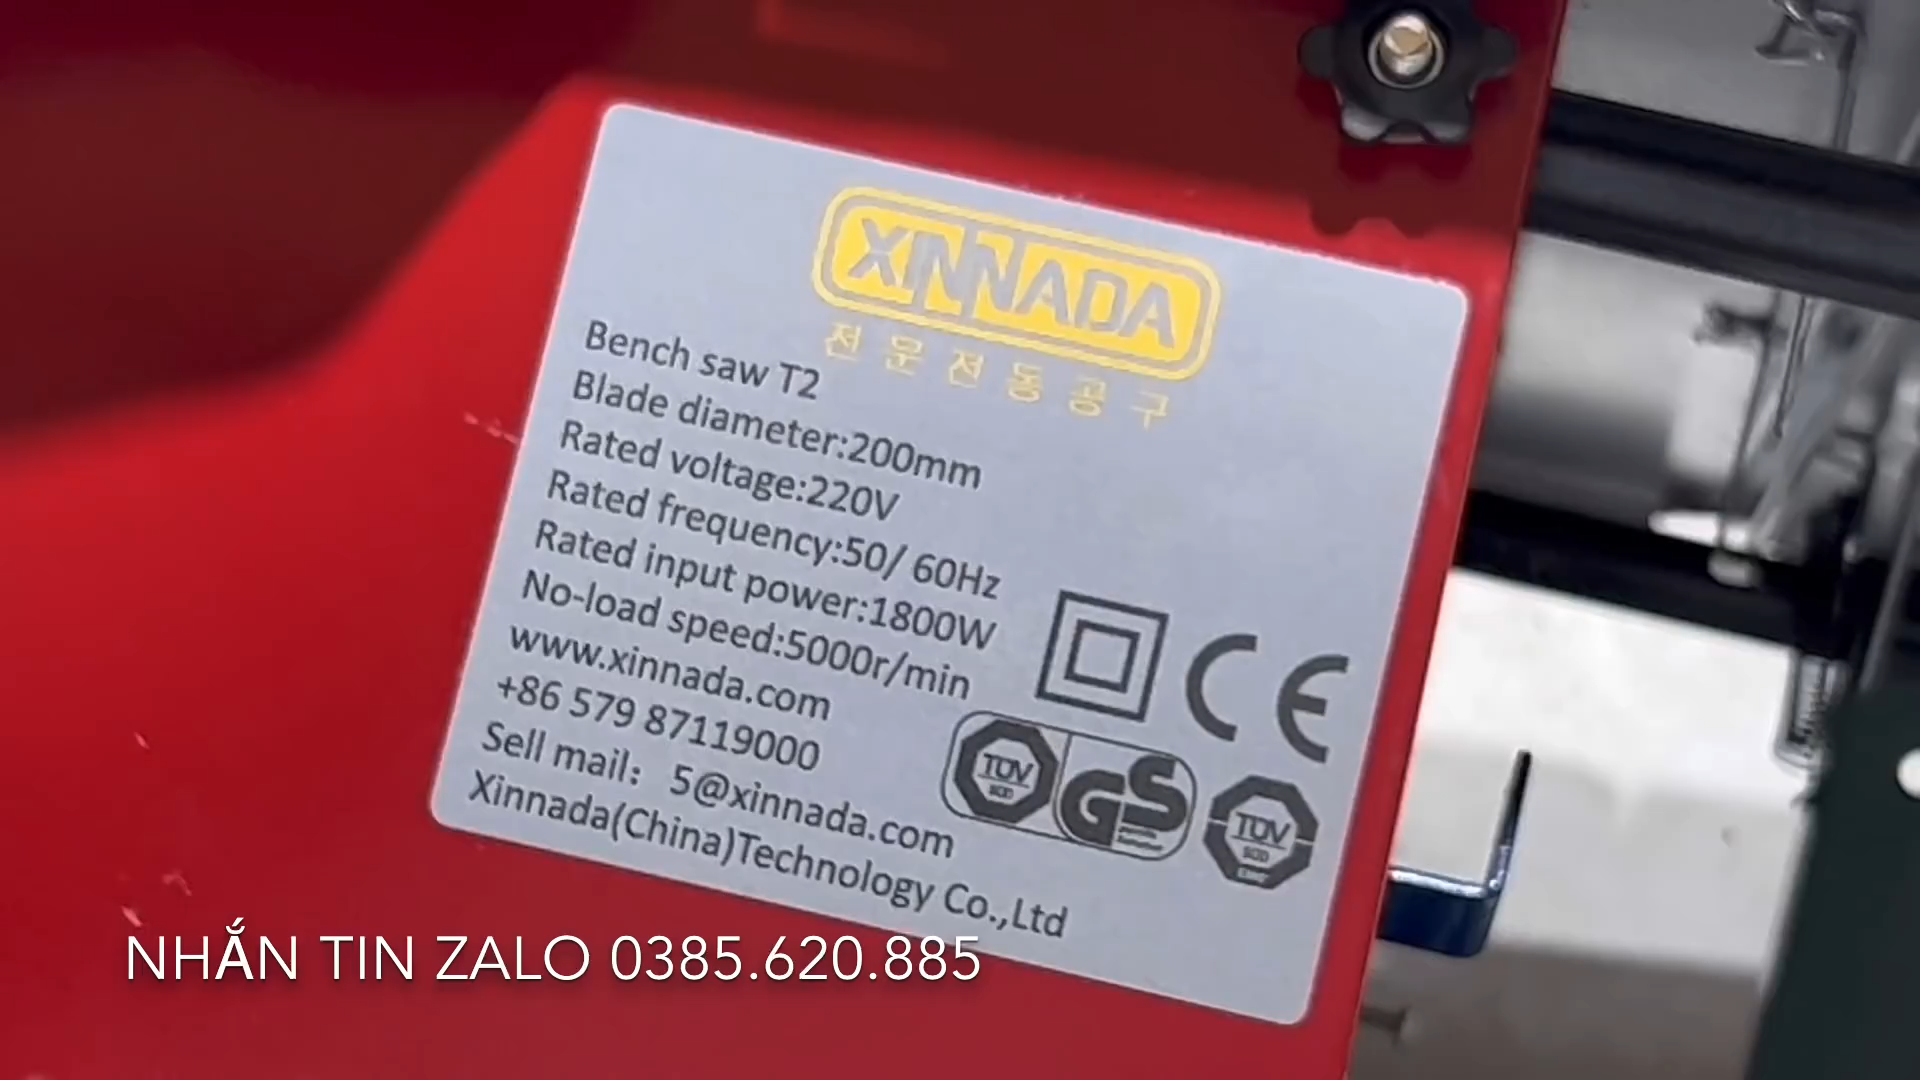 XINNADA
전문전동공구
Bench saw T2
Blade diameter:200mm
Rated voltage:220V
Rated frequency:50/ 60Hz
Rated input power:1800W
No-load speed:5000r/min
www.xinnada.com
+86 579 87119000
Sell mail： 5@xinnada.com
Xinnada(China)Technology Co.,Ltd
CE
TÜV
GS
TÜV
NHẮN TIN ZALO 0385.620.885